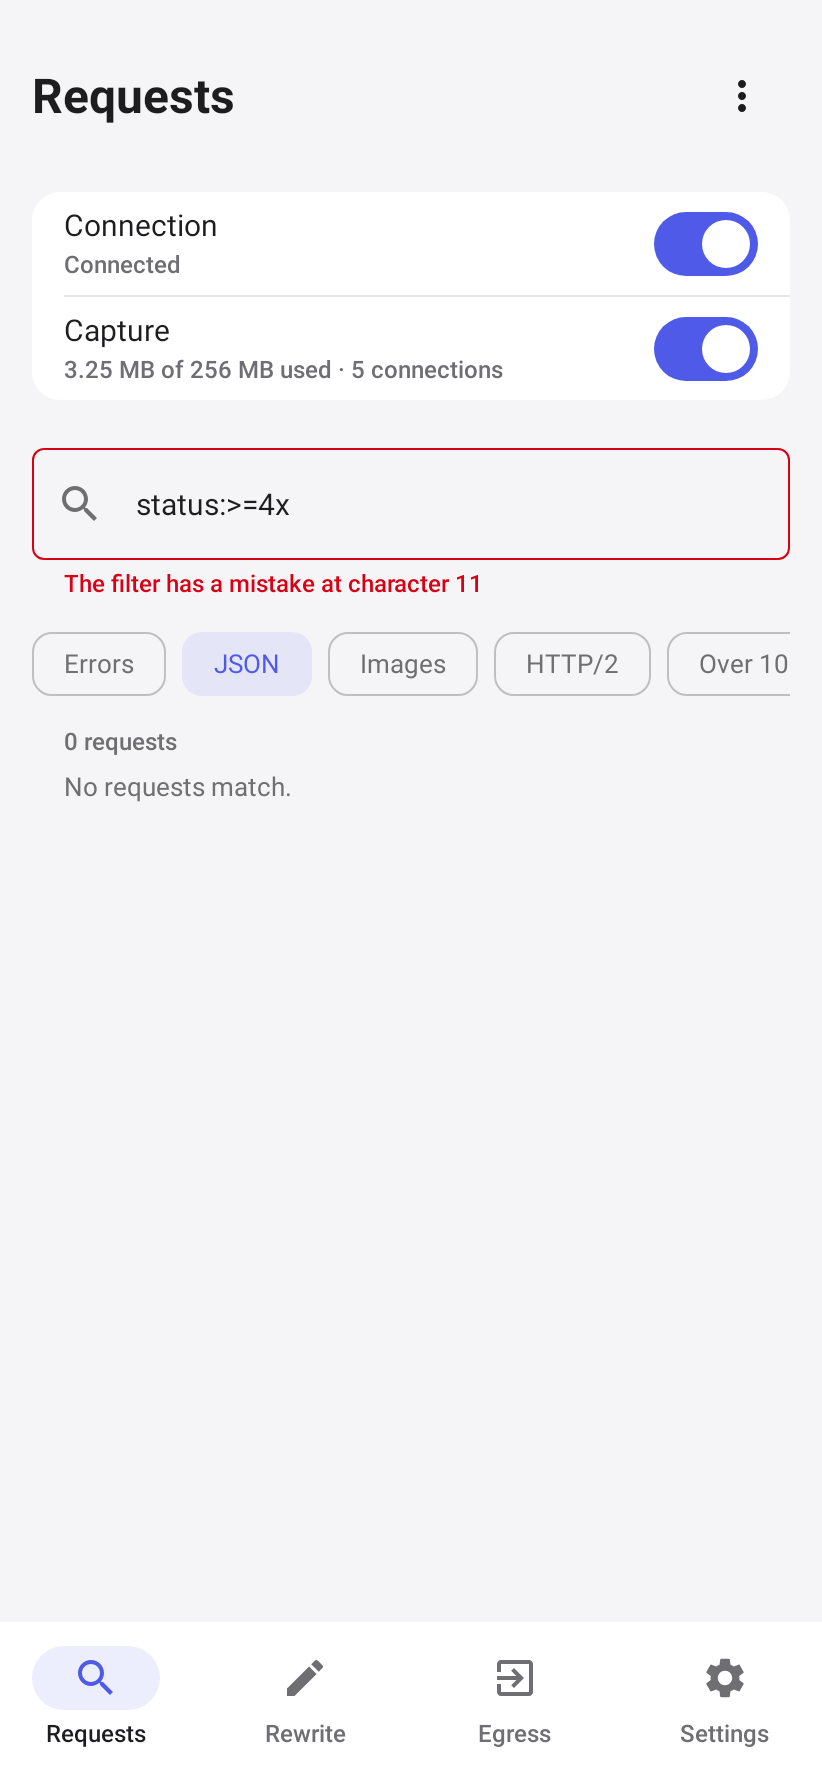 Requests
Connection
Connected
Capture
3.25 MB of 256 MB used · 5 connections
status:>=4x
The filter has a mistake at character 11
Errors
JSON
Images
HTTP/2
Over 10
0 requests
No requests match.
Requests
Rewrite
Egress
Settings